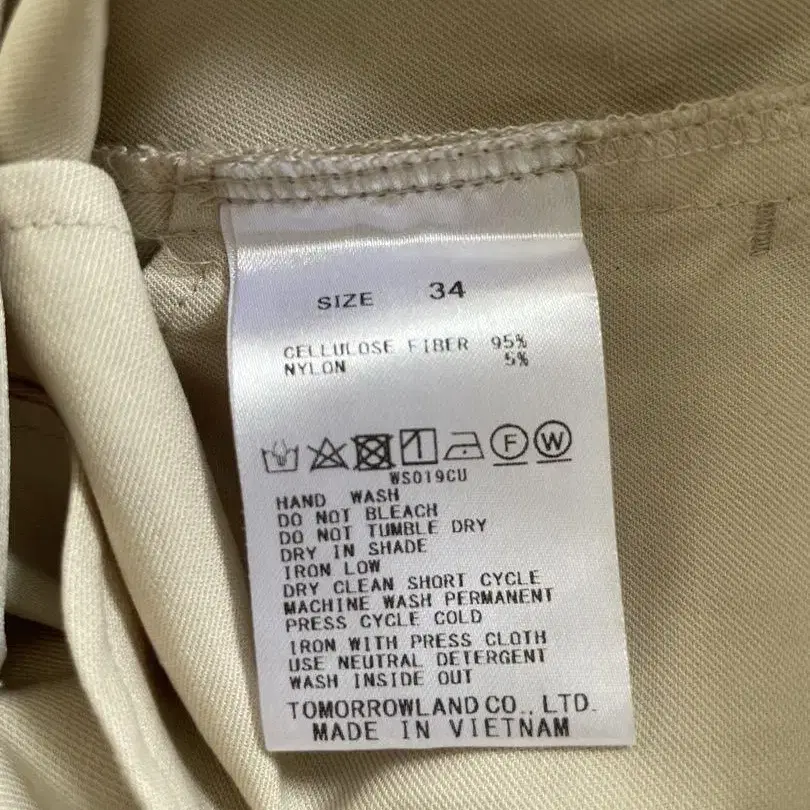 SIZE 34
CELLULOSE FIBER 95%
NYLON 5%
F W
WS019CU
HAND WASH
DO NOT BLEACH
DO NOT TUMBLE DRY
DRY IN SHADE
IRON LOW
DRY CLEAN SHORT CYCLE
MACHINE WASH PERMANENT
PRESS CYCLE COLD
IRON WITH PRESS CLOTH
USE NEUTRAL DETERGENT
WASH INSIDE OUT
TOMORROWLAND CO., LTD.
MADE IN VIETNAM